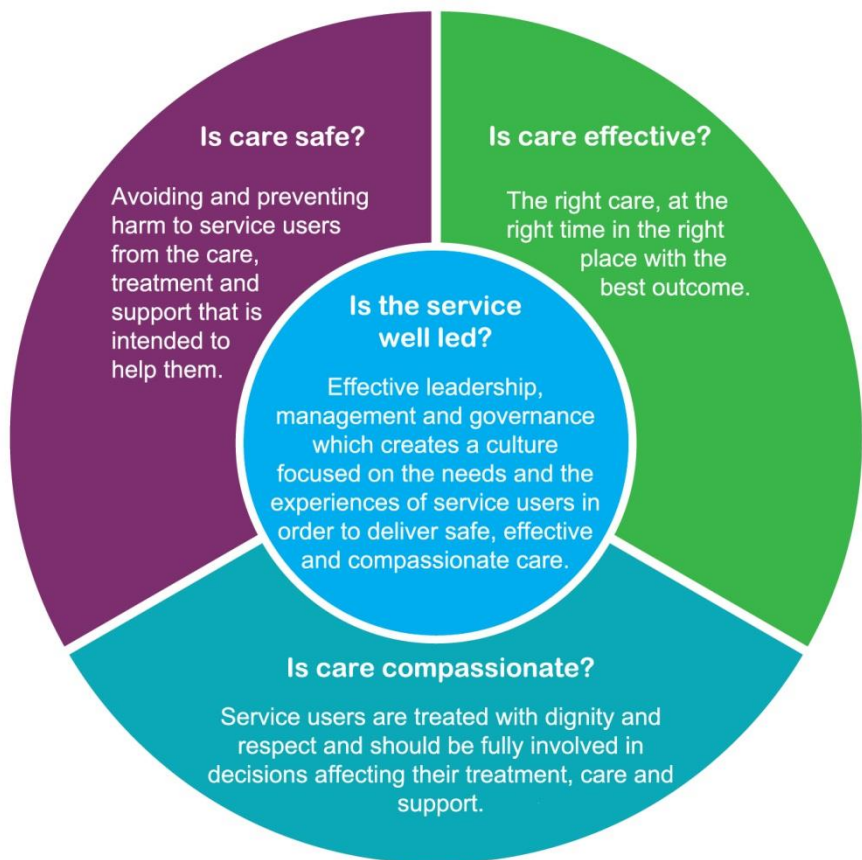 Is care safe?
Avoiding and preventing
harm to service users
from the care,
treatment and
support that is
intended to
help them.
Is care effective?
The right care, at the
right time in the right
place with the
best outcome.
Is the service
well led?
Effective leadership,
management and governance
which creates a culture
focused on the needs and the
experiences of service users in
order to deliver safe, effective
and compassionate care.
Is care compassionate?
Service users are treated with dignity and
respect and should be fully involved in
decisions affecting their treatment, care and
support.